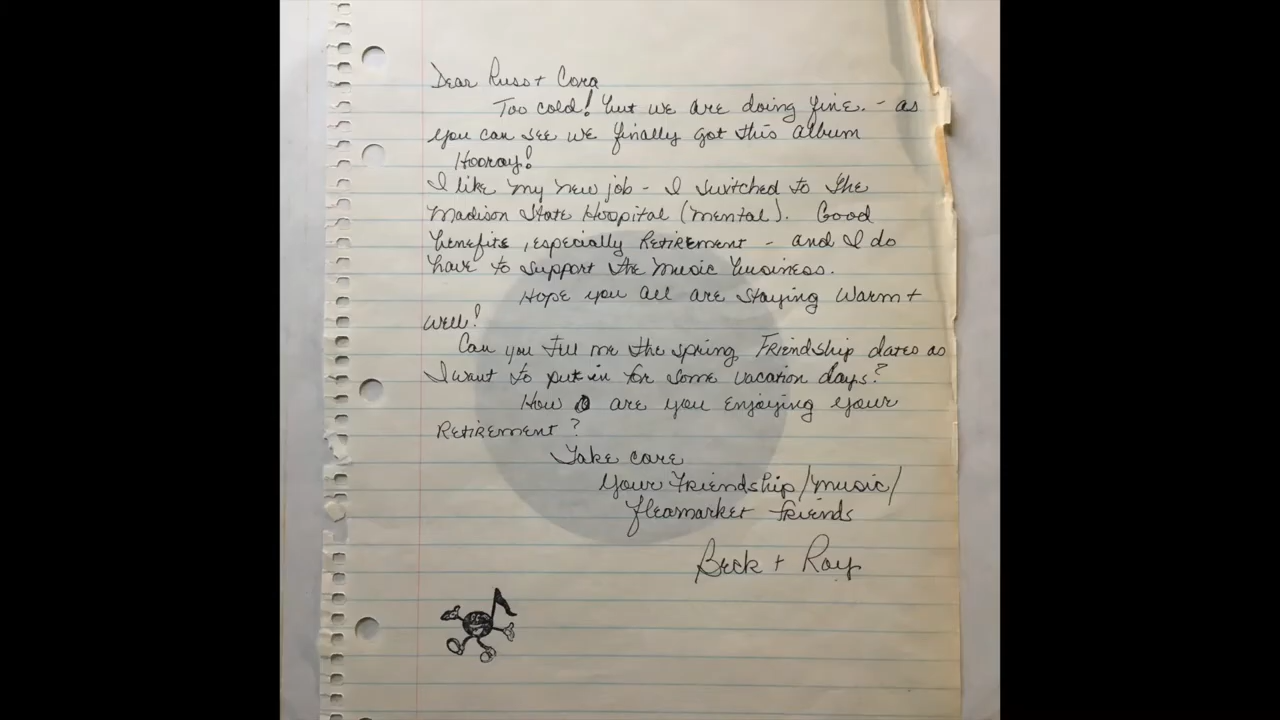 Dear Russ + Cora
Too cold! but we are doing fine. - as
you can see we finally got this album
Hooray!
I like my new job - I switched to the
Madison State Hospital (mental). Good
benefits, especially Retirement - and I do
have to support the music business.
Hope you all are staying warm +
well!
Can you tell me the spring Friendship dates as
I want to put in for some vacation days?
How are you enjoying your
Retirement?
Take care
Your Friendship/music/
fleamarket friends
Beck + Roy